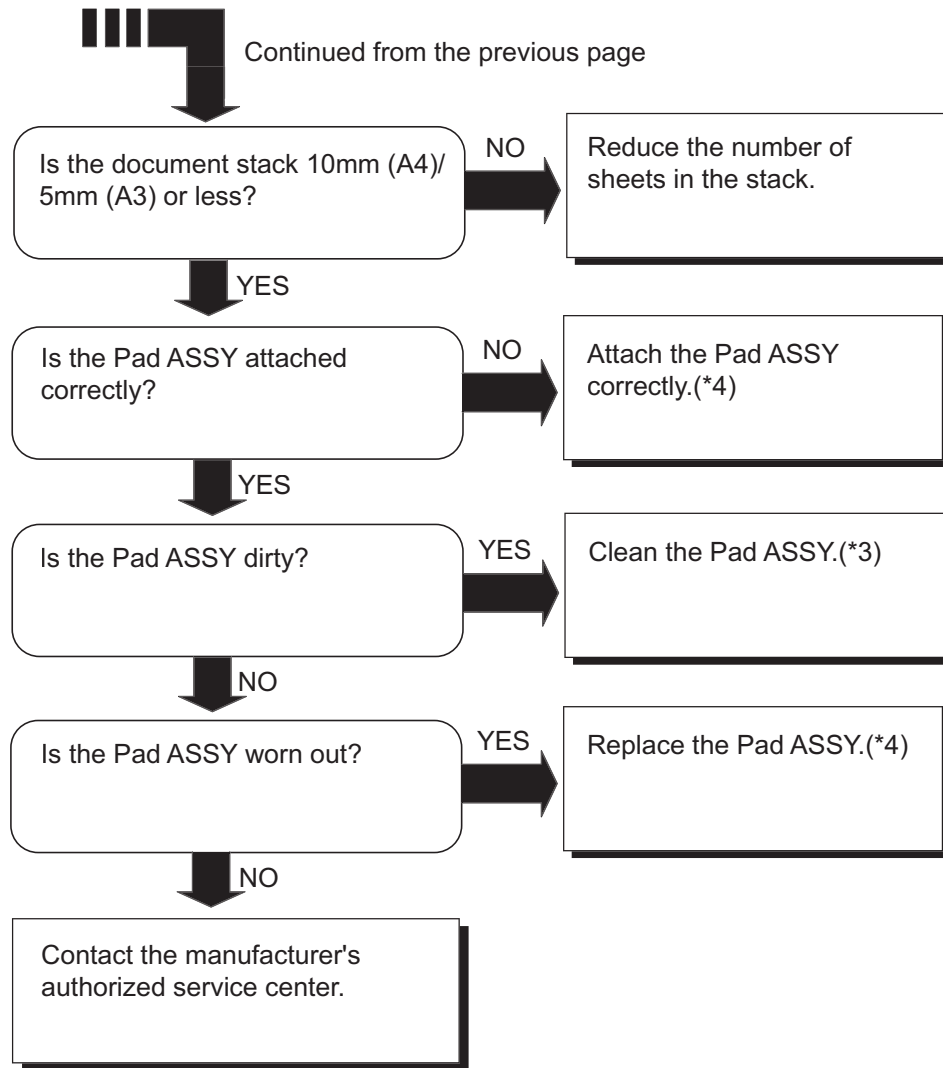 Continued from the previous page
Is the document stack 10mm (A4)/
5mm (A3) or less?
NO
Reduce the number of
sheets in the stack.
YES
Is the Pad ASSY attached
correctly?
NO
Attach the Pad ASSY
correctly.(*4)
YES
Is the Pad ASSY dirty?
YES
Clean the Pad ASSY.(*3)
NO
Is the Pad ASSY worn out?
YES
Replace the Pad ASSY.(*4)
NO
Contact the manufacturer's
authorized service center.